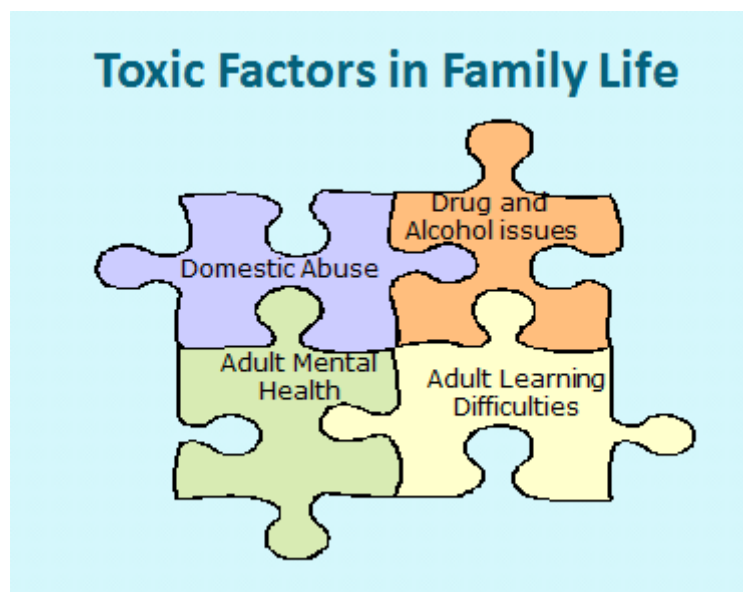 Toxic Factors in Family Life
Drug and
Alcohol issues
Domestic Abuse
Adult Mental
Health
Adult Learning
Difficulties